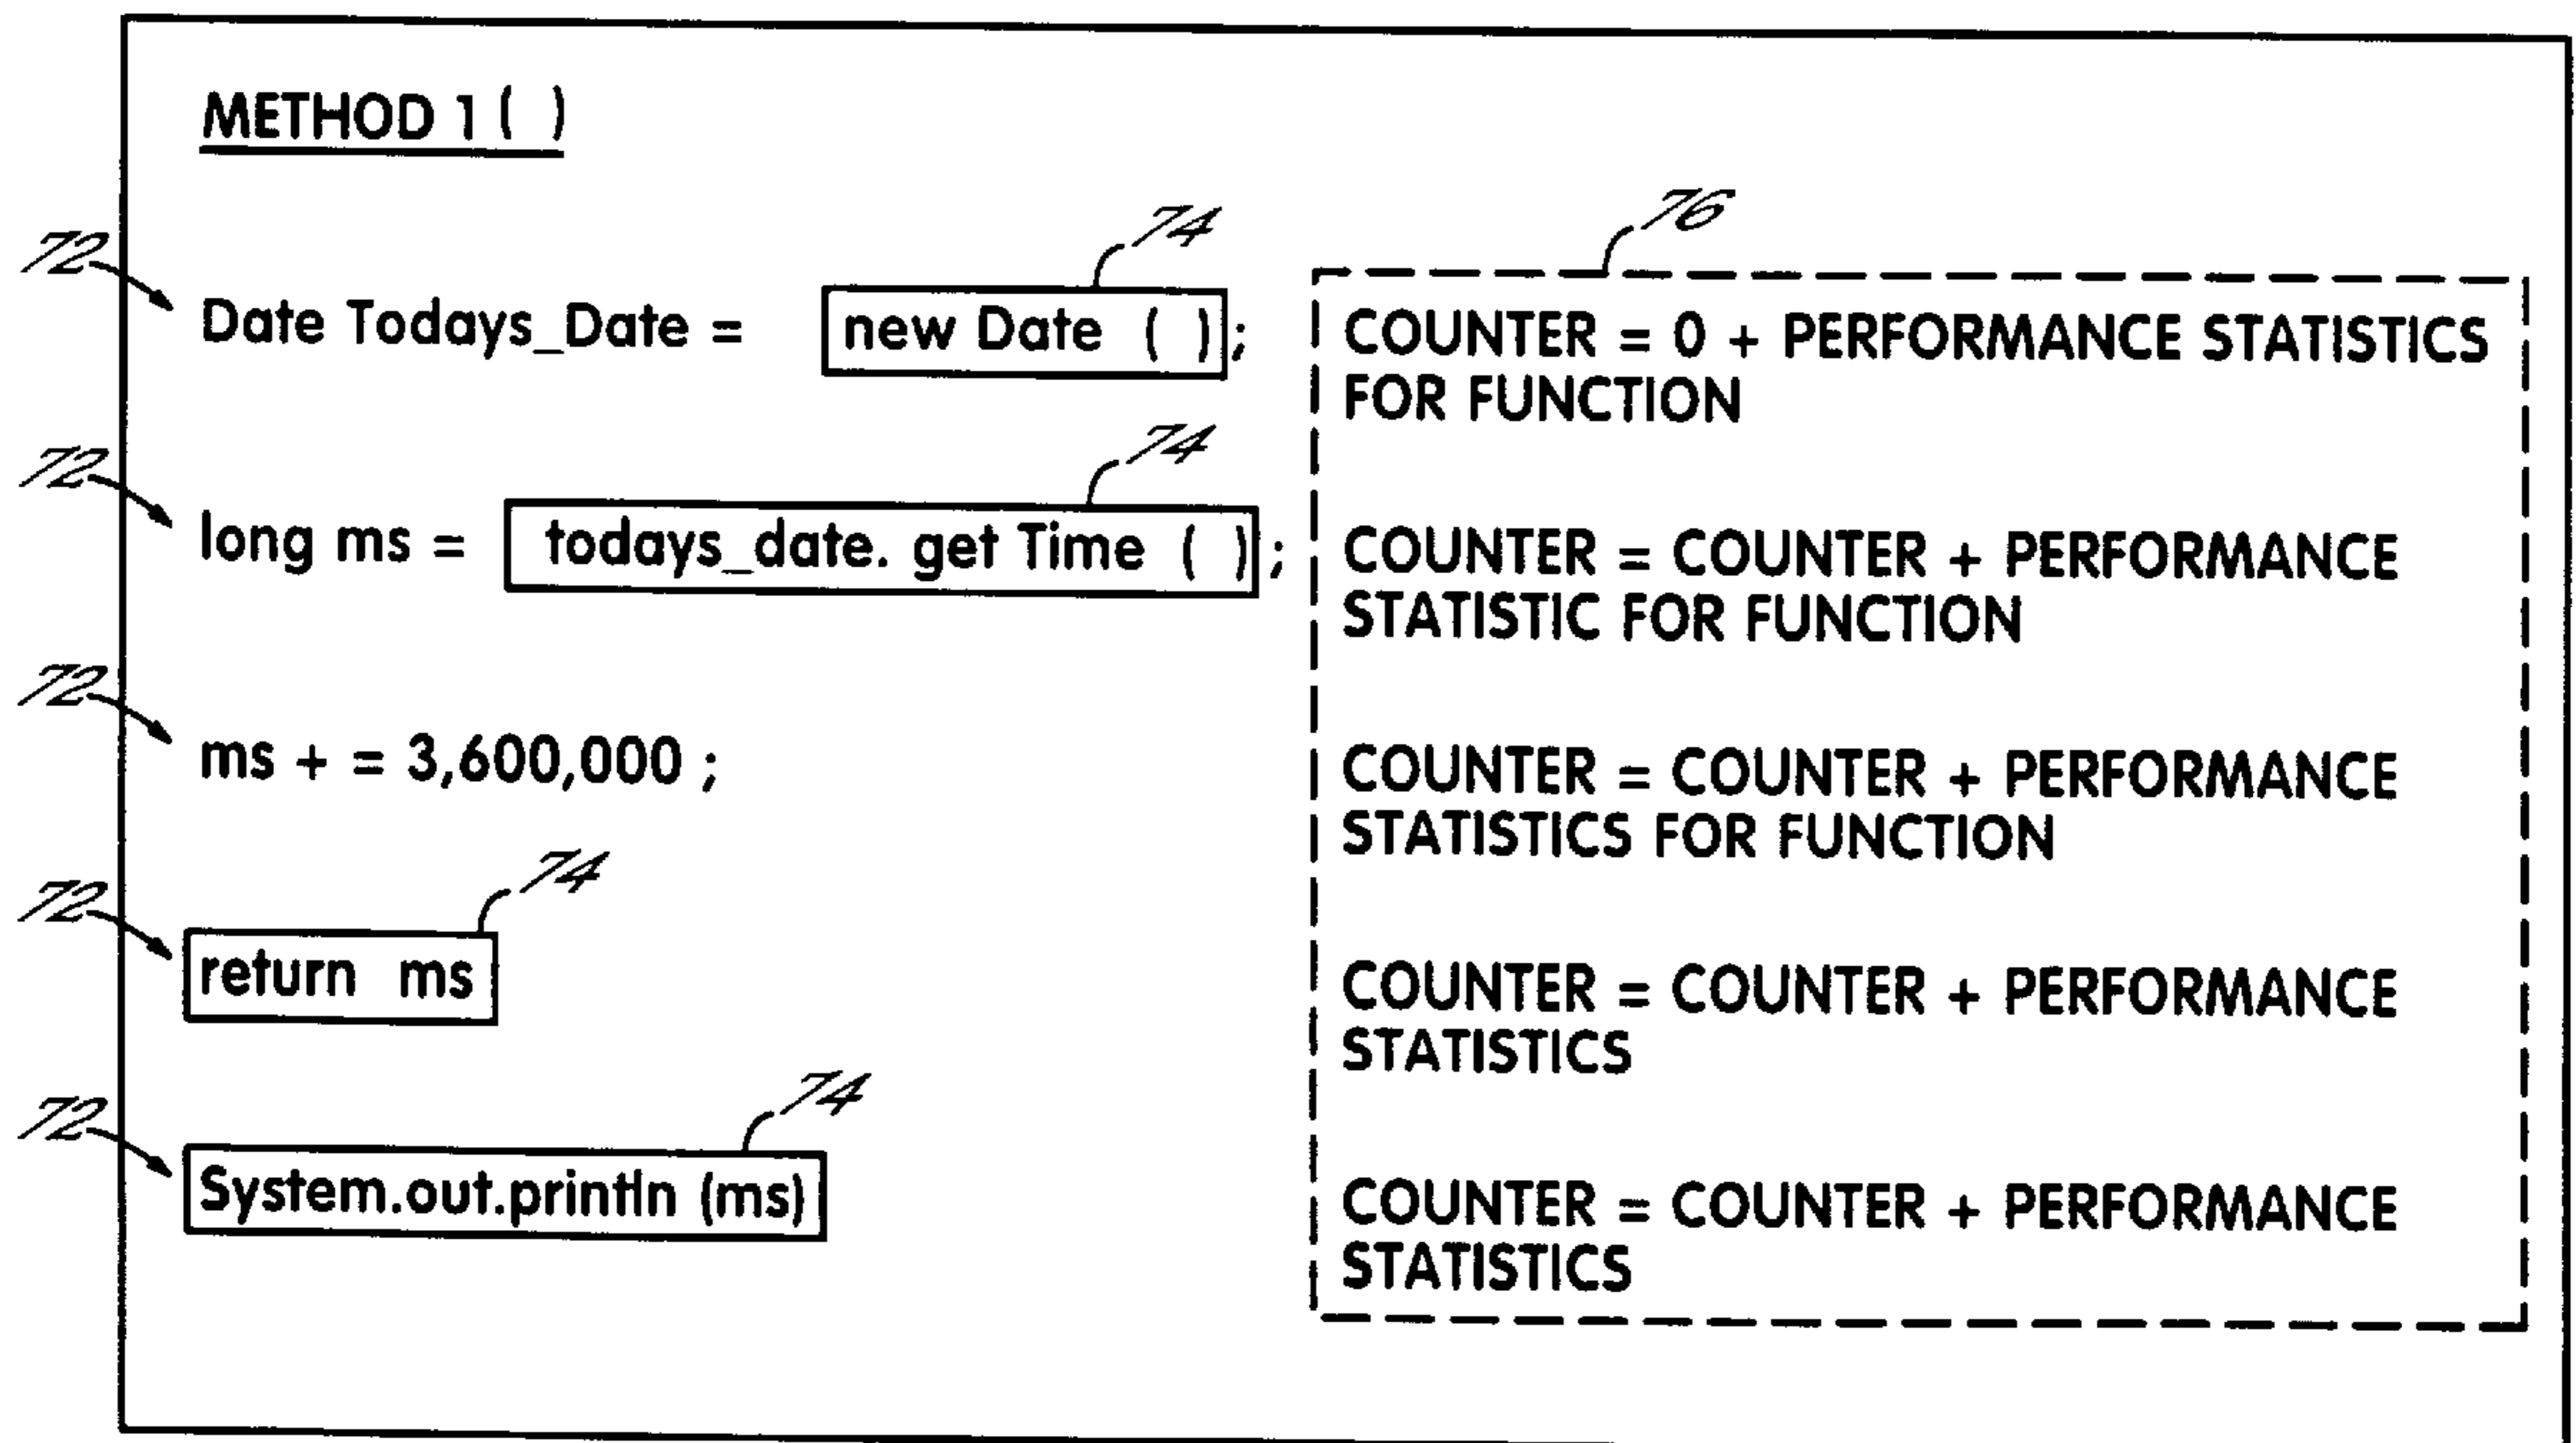 METHOD 1 ( )
76
74
72
Date Todays_Date = new Date ( );
COUNTER = 0 + PERFORMANCE STATISTICS
FOR FUNCTION
74
72
long ms = todays_date. get Time ( );
COUNTER = COUNTER + PERFORMANCE
STATISTIC FOR FUNCTION
72
ms + = 3,600,000 ;
COUNTER = COUNTER + PERFORMANCE
STATISTICS FOR FUNCTION
74
72
return ms
COUNTER = COUNTER + PERFORMANCE
STATISTICS
74
72
System.out.println (ms)
COUNTER = COUNTER + PERFORMANCE
STATISTICS